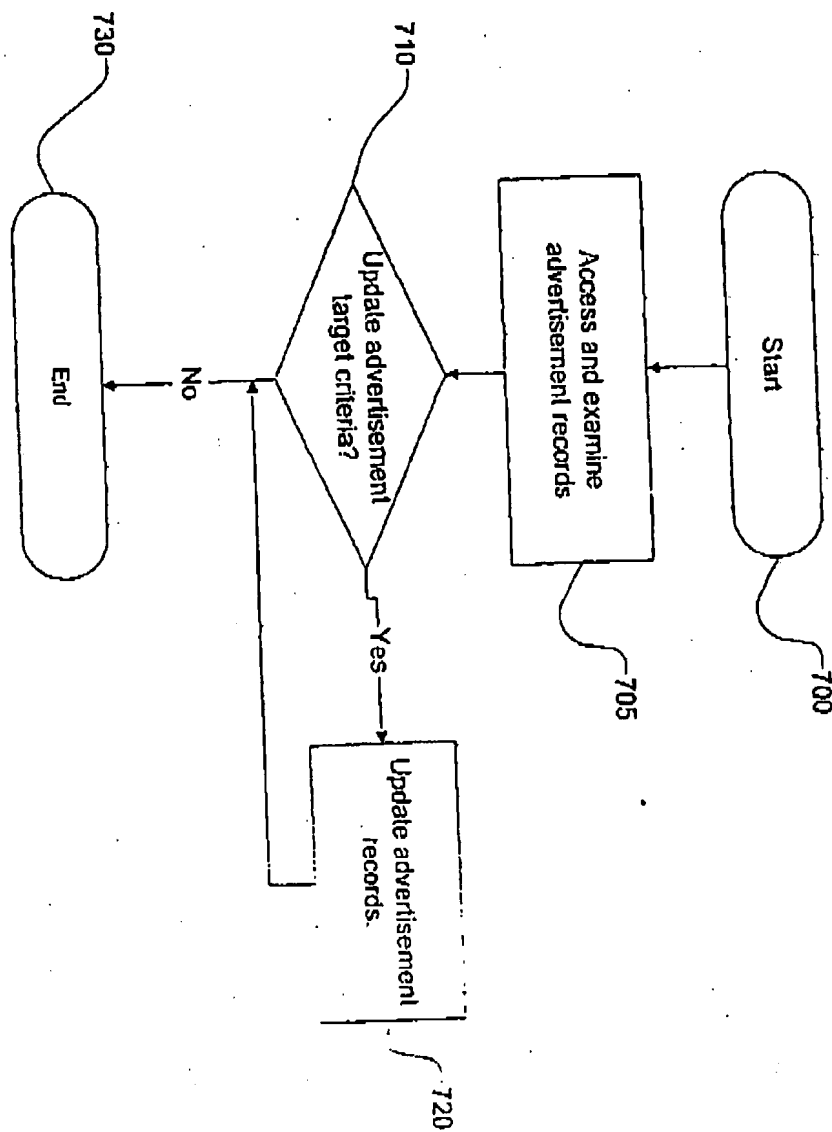 Start
700
Access and examine
advertisement records
705
Update advertisement
target criteria?
710
Yes
Update advertisement
records.
720
No
End
730